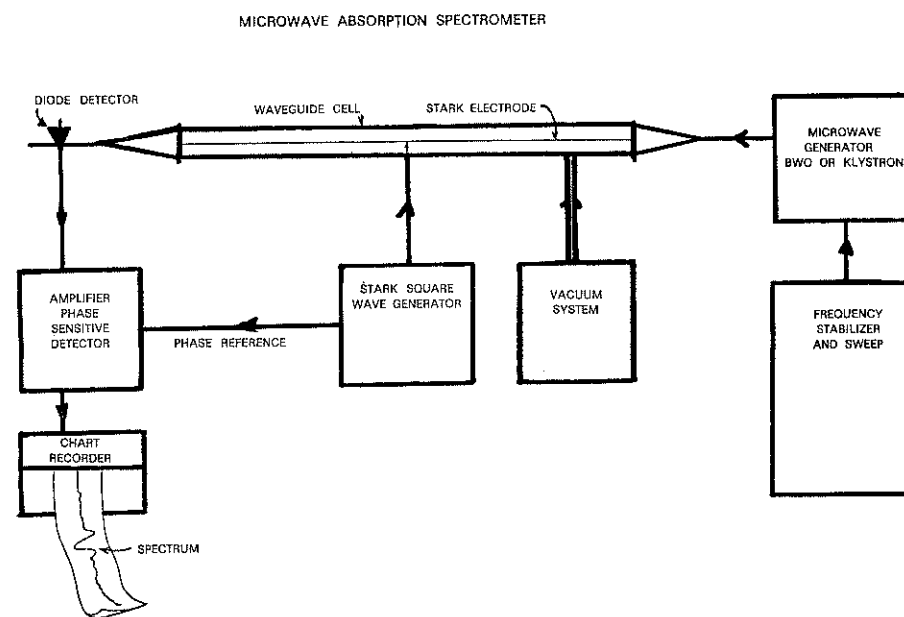 MICROWAVE ABSORPTION SPECTROMETER
DIODE DETECTOR
WAVEGUIDE CELL
STARK ELECTRODE
MICROWAVE
GENERATOR
BWO OR KLYSTRON
AMPLIFIER
PHASE
SENSITIVE
DETECTOR
PHASE REFERENCE
STARK SQUARE
WAVE GENERATOR
VACUUM
SYSTEM
FREQUENCY
STABILIZER
AND SWEEP
CHART
RECORDER
SPECTRUM